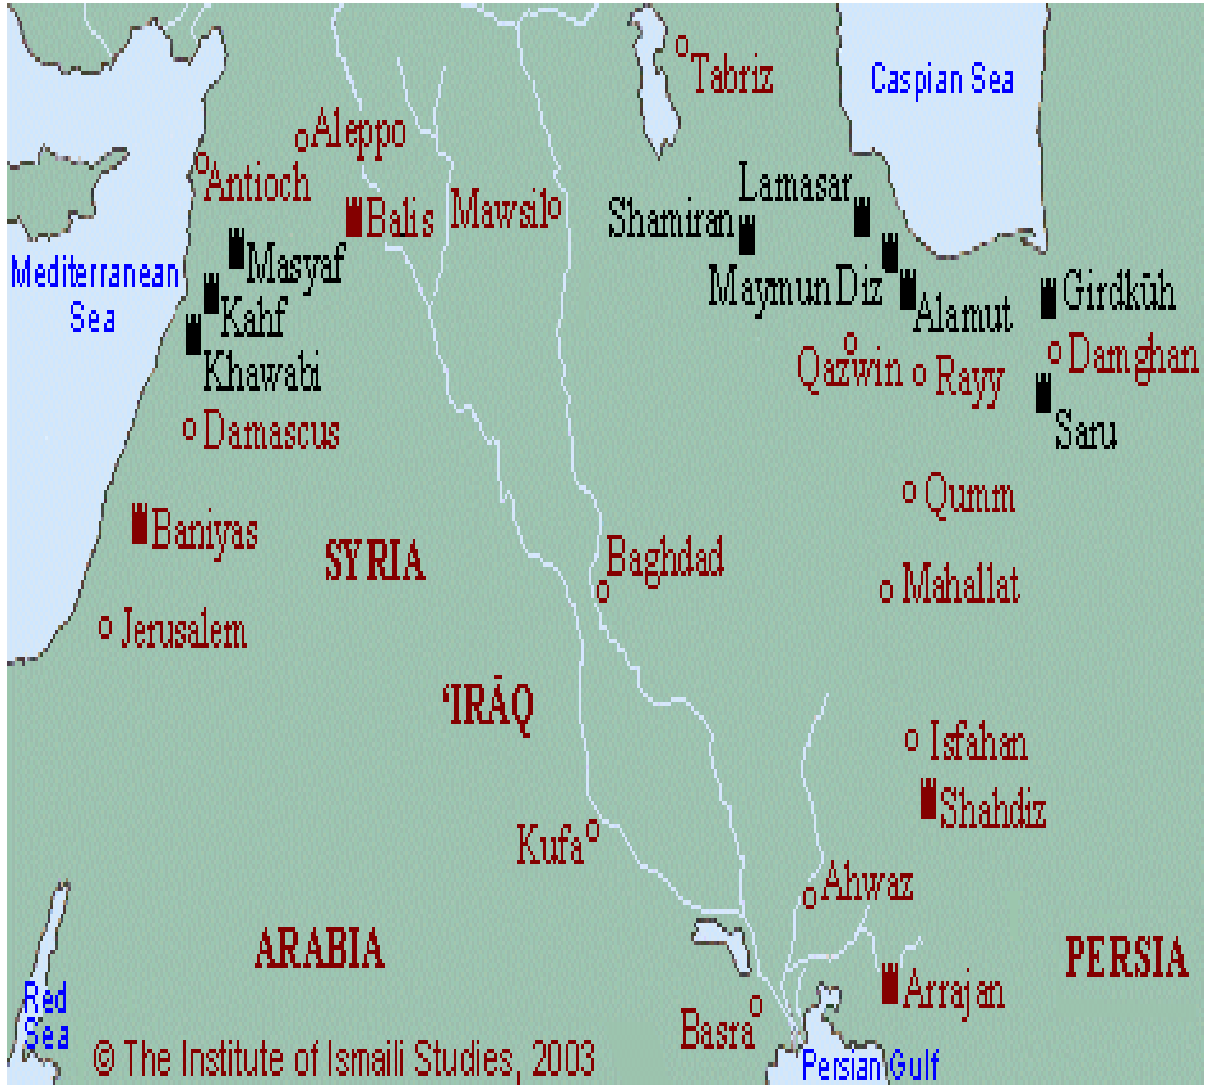 Tabriz
Caspian Sea
Aleppo
Antioch
Lamasar
Balis
Mawsil
Shamiran
Masyaf
Mediterranean
Sea
Maymun Diz
Girdkūh
Kahf
Alamut
Khawabi
Qazwin
Rayy
Damghan
Damascus
Saru
Qumm
Baniyas
SYRIA
Baghdad
Mahallat
Jerusalem
‘IRĀQ
Isfahan
Shahdiz
Kufa
Ahwaz
ARABIA
PERSIA
Red
Sea
Arrajan
Basra
© The Institute of Ismaili Studies, 2003
Persian Gulf